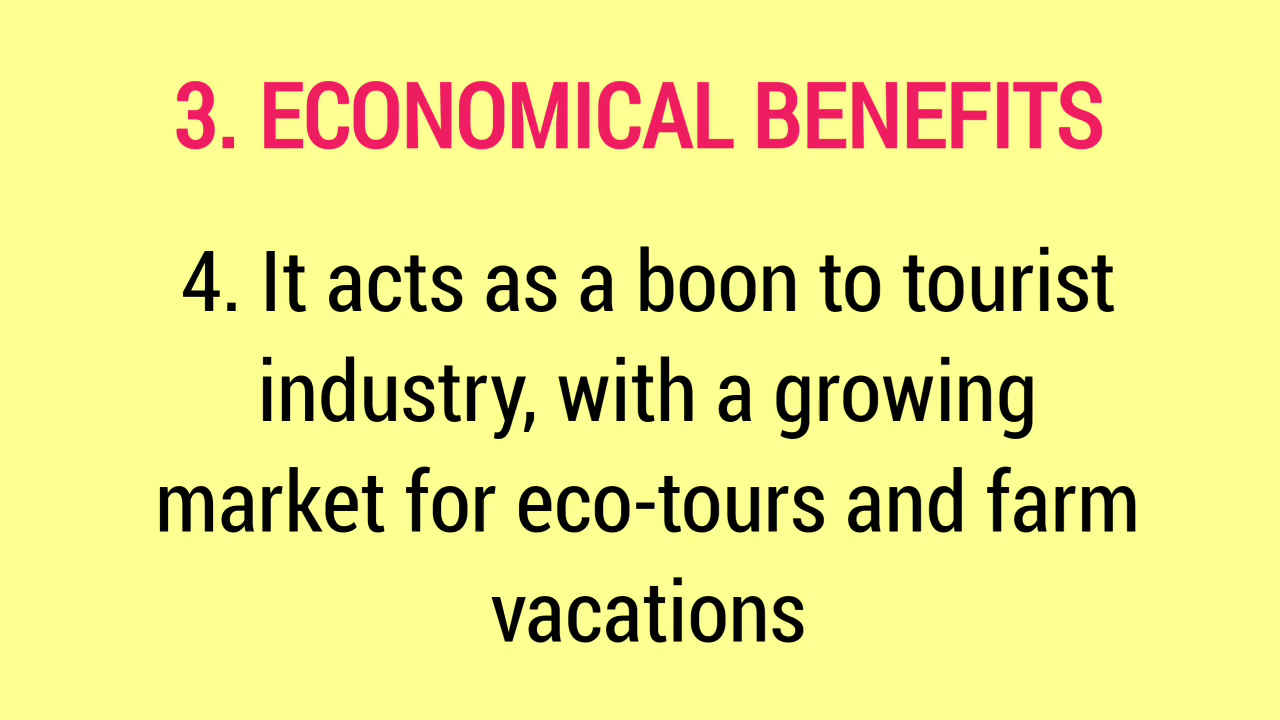 3. ECONOMICAL BENEFITS
4. It acts as a boon to tourist
industry, with a growing
market for eco-tours and farm
vacations